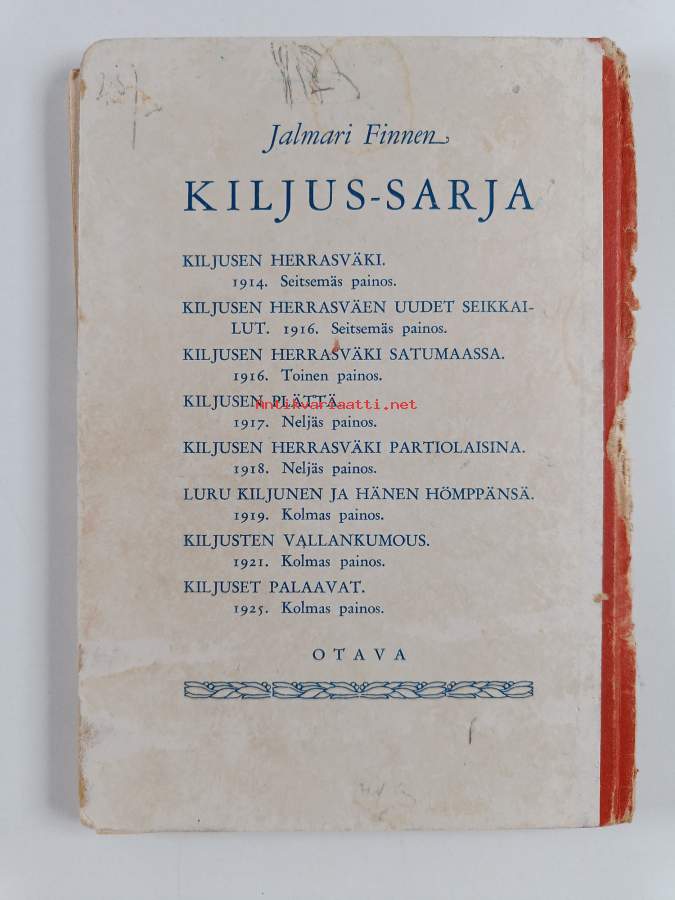 Jalmari Finnen
KILJUS-SARJA
KILJUSEN HERRASVÄKI.
1914. Seitsemäs painos.
KILJUSEN HERRASVÄEN UUDET SEIKKAI-
LUT. 1916. Seitsemäs painos.
KILJUSEN HERRASVÄKI SATUMAASSA.
1916. Toinen painos.
KILJUSEN PLÄTTÄ.
Antikvariaatti.net
1917. Neljäs painos.
KILJUSEN HERRASVÄKI PARTIOLAISINA.
1918. Neljäs painos.
LURU KILJUNEN JA HÄNEN HÖMPPÄNSÄ.
1919. Kolmas painos.
KILJUSTEN VALLANKUMOUS.
1921. Kolmas painos.
KILJUSET PALAAVAT.
1925. Kolmas painos.
OTAVA